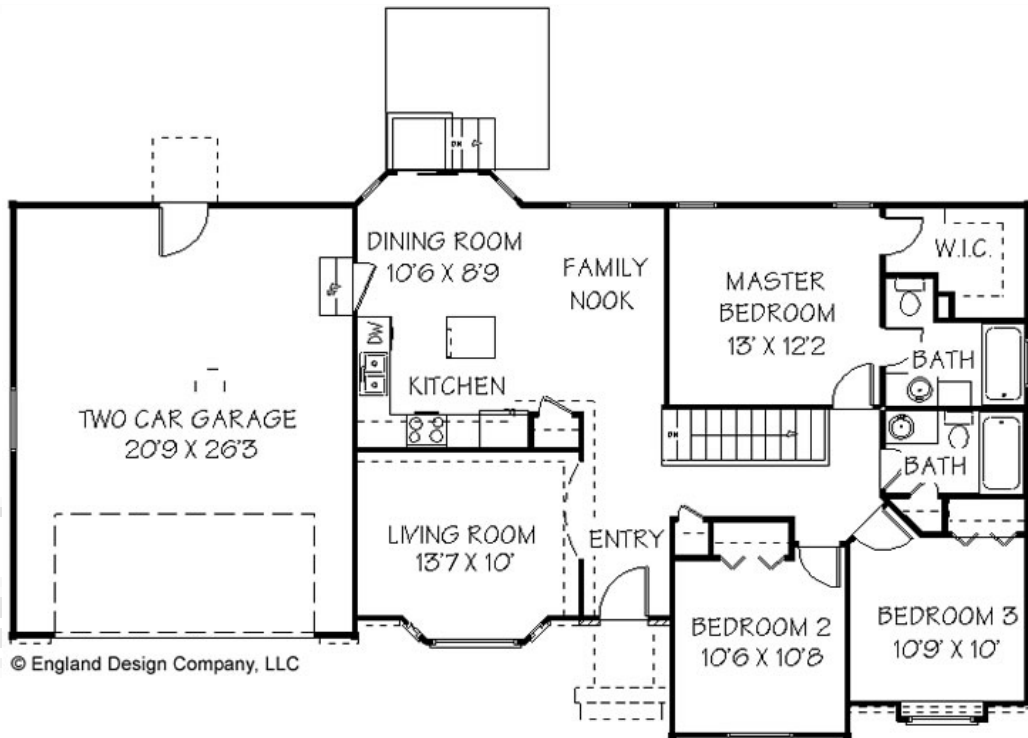 DN
DINING ROOM
10'6 X 8'9
FAMILY
NOOK
W.I.C.
MASTER
BEDROOM
13' X 12'2
DW
BATH
KITCHEN
TWO CAR GARAGE
20'9 X 26'3
DN
BATH
LIVING ROOM
13'7 X 10'
ENTRY
BEDROOM 2
10'6 X 10'8
BEDROOM 3
10'9' X 10'
© England Design Company, LLC